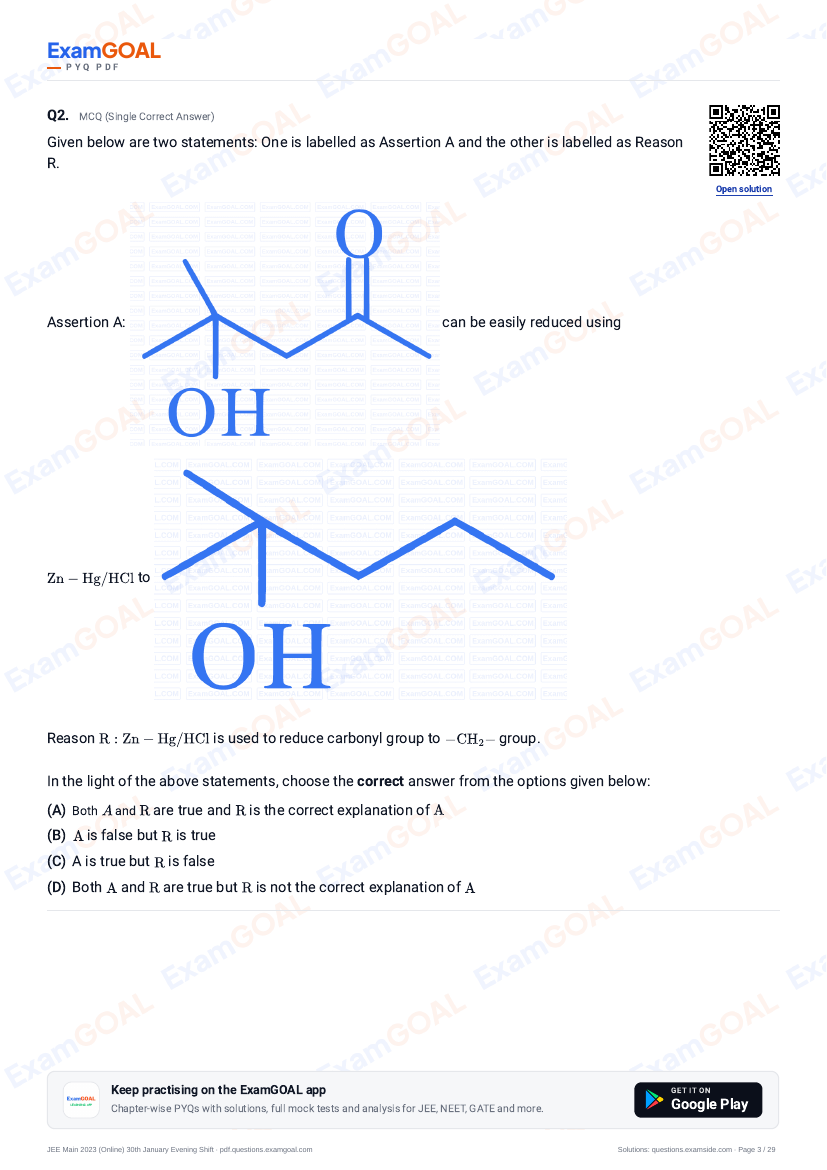 ExamGOAL
PYQ PDF
Q2. MCQ (Single Correct Answer)
Given below are two statements: One is labelled as Assertion A and the other is labelled as Reason
R.
Open solution
O
Assertion A:
can be easily reduced using
OH
Zn − Hg/HCl to
OH
Reason R : Zn − Hg/HCl is used to reduce carbonyl group to −CH₂− group.
In the light of the above statements, choose the correct answer from the options given below:
(A) Both A and R are true and R is the correct explanation of A
(B) A is false but R is true
(C) A is true but R is false
(D) Both A and R are true but R is not the correct explanation of A
ExamGOAL
Keep practising on the ExamGOAL app
Chapter-wise PYQs with solutions, full mock tests and analysis for JEE, NEET, GATE and more.
GET IT ON
Google Play
JEE Main 2023 (Online) 30th January Evening Shift · pdf.questions.examgoal.com
Solutions: questions.examside.com · Page 3 / 29